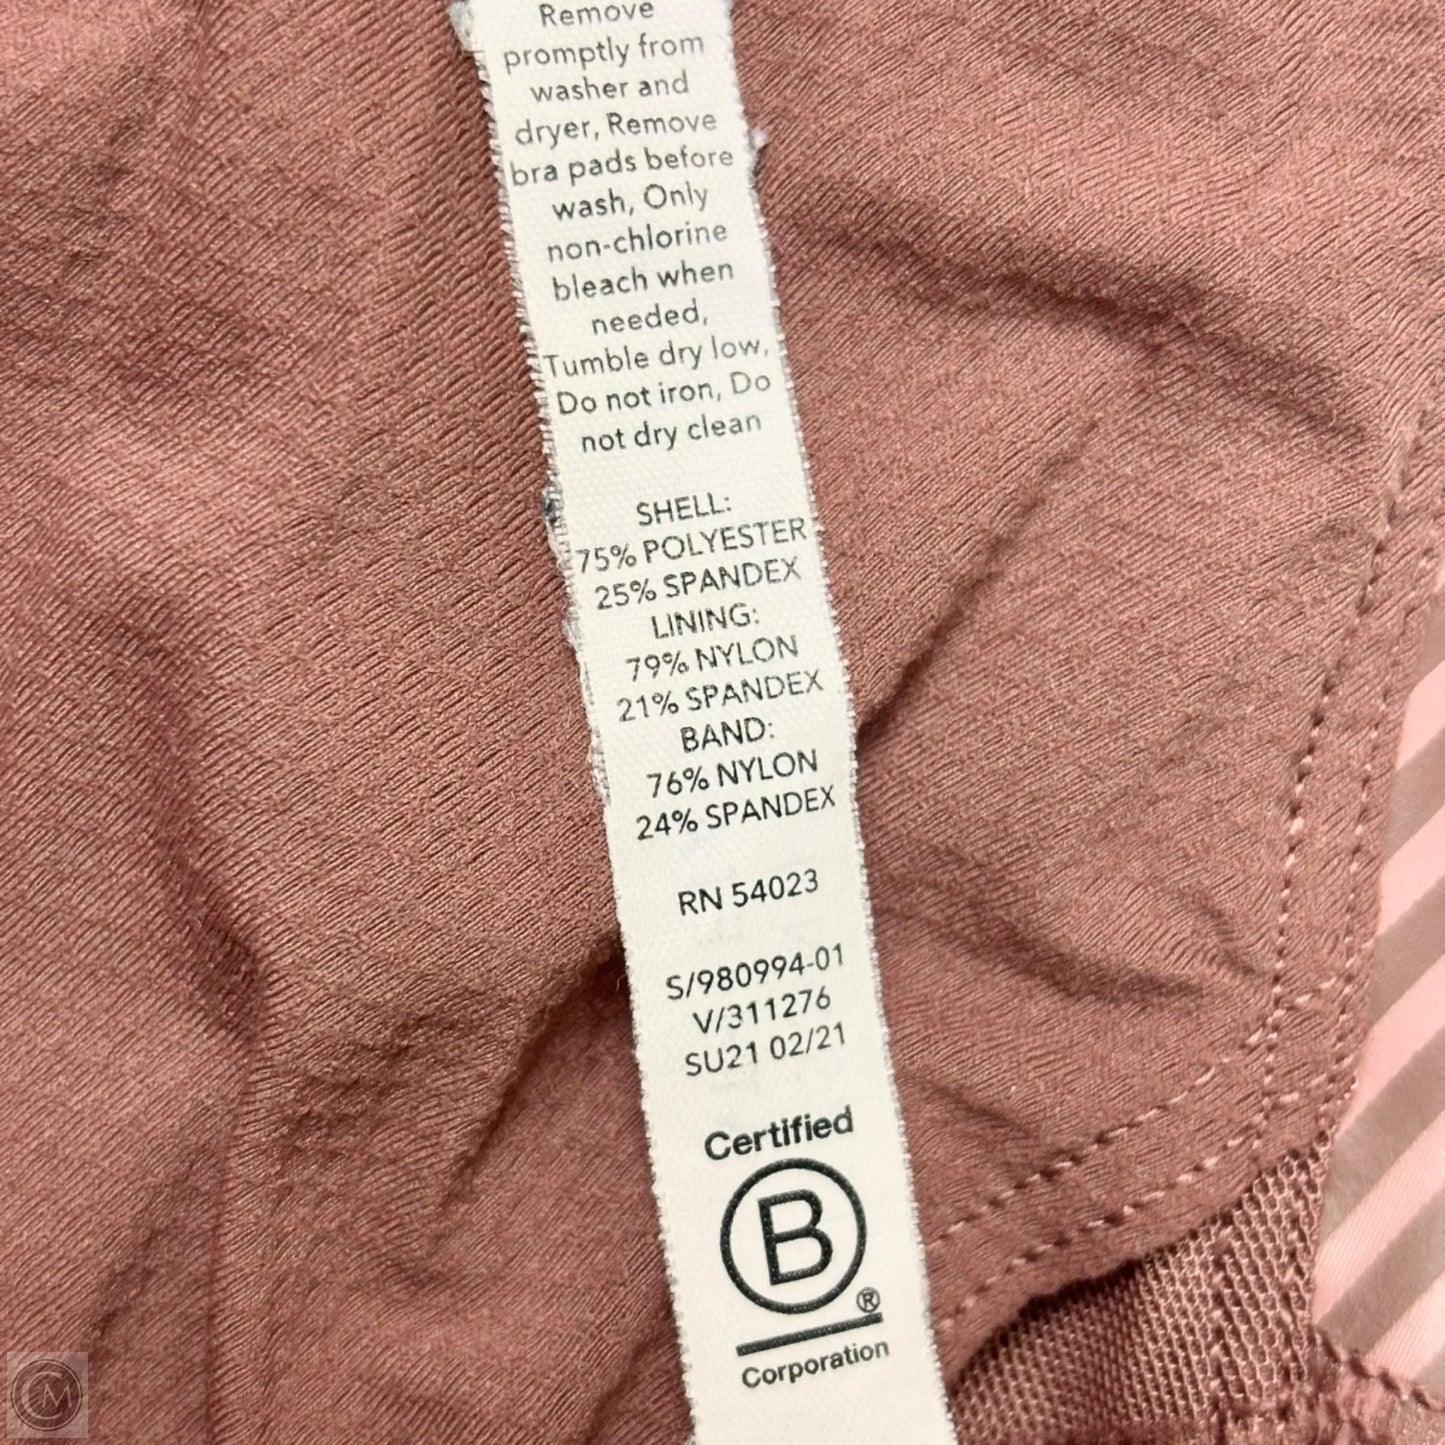 Remove
promptly from
washer and
dryer, Remove
bra pads before
wash, Only
non-chlorine
bleach when
needed,
Tumble dry low,
Do not iron, Do
not dry clean
SHELL:
75% POLYESTER
25% SPANDEX
LINING:
79% NYLON
21% SPANDEX
BAND:
76% NYLON
24% SPANDEX
RN 54023
S/980994-01
V/311276
SU21 02/21
Certified
B
®
Corporation
CM